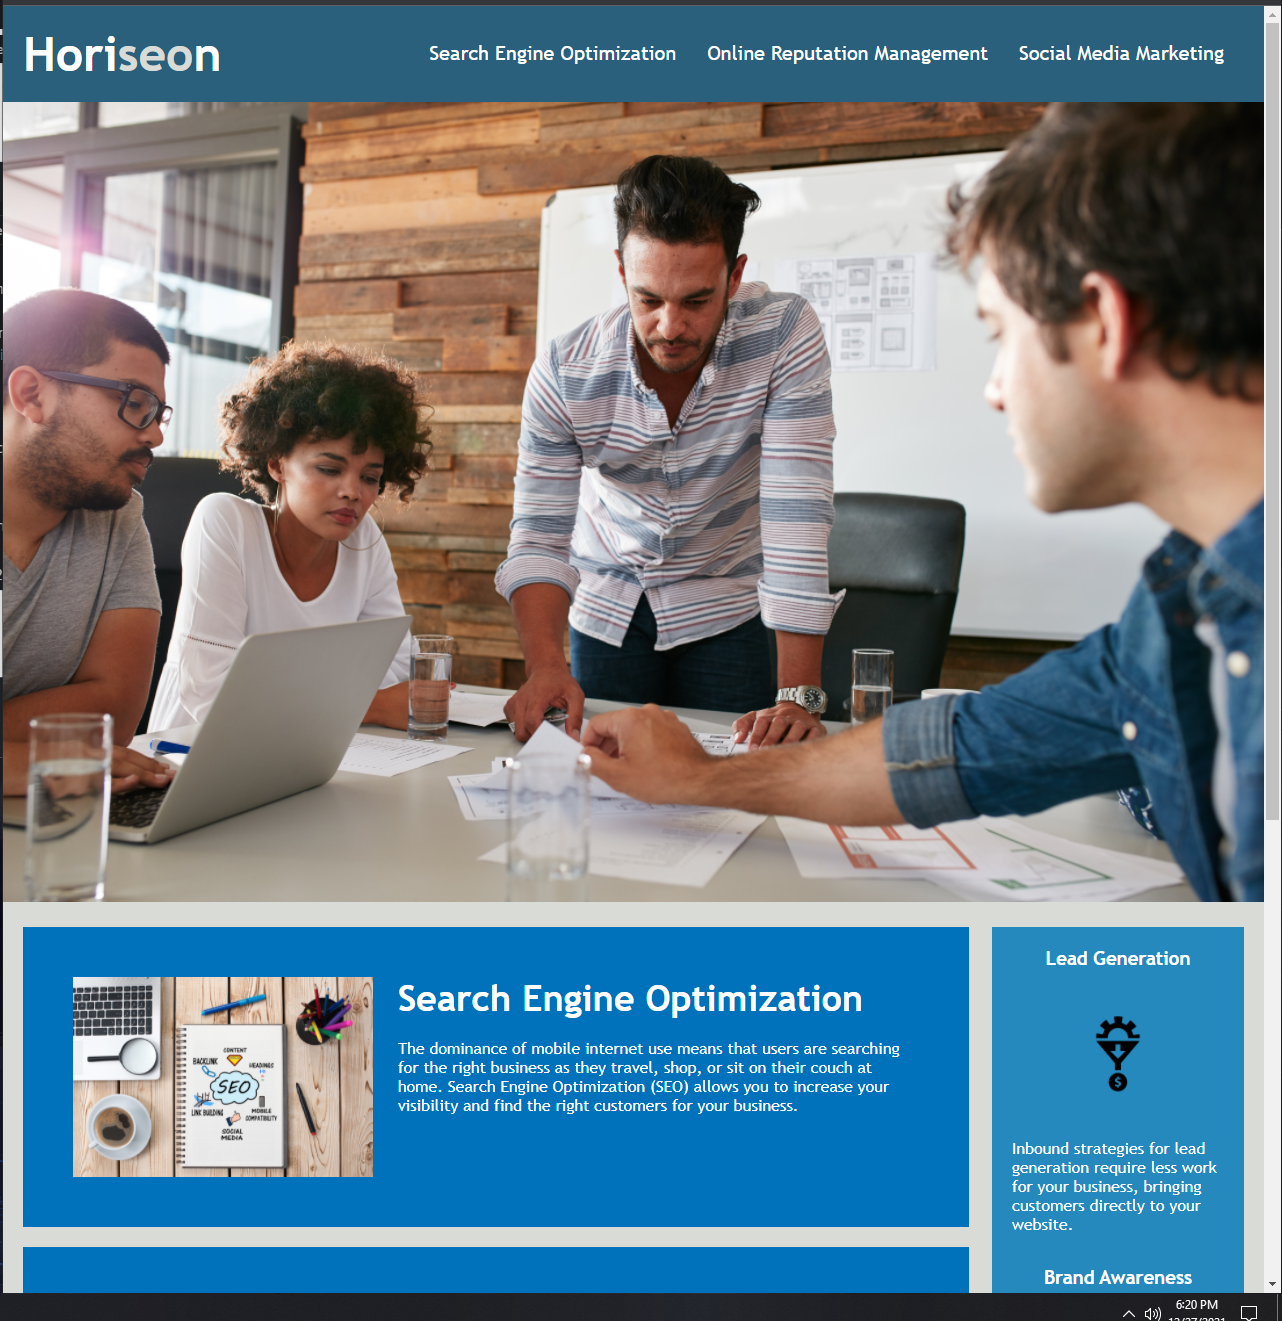 Horiseon
Search Engine Optimization
Online Reputation Management
Social Media Marketing
Search Engine Optimization
The dominance of mobile internet use means that users are searching
for the right business as they travel, shop, or sit on their couch at
home. Search Engine Optimization (SEO) allows you to increase your
visibility and find the right customers for your business.
CONTENT
BACKLINK
HEADINGS
SEO
LINK BUILDING
MOBILE
COMPATIBILITY
SOCIAL
MEDIA
Lead Generation
$
Inbound strategies for lead
generation require less work
for your business, bringing
customers directly to your
website.
Brand Awareness
6:20 PM